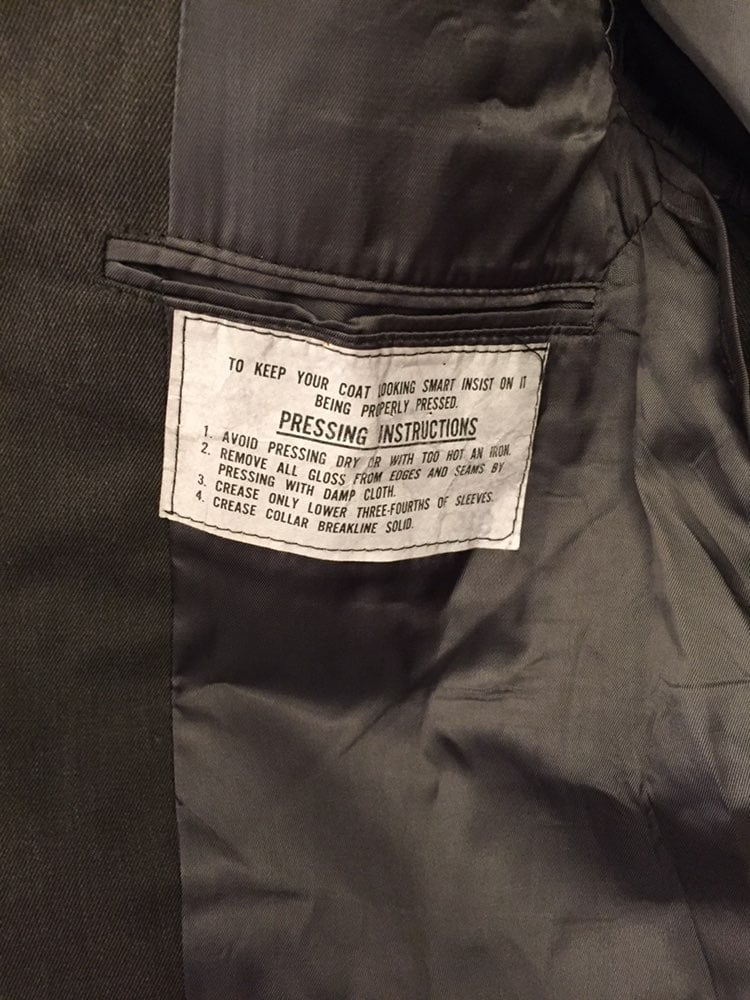 TO KEEP YOUR COAT LOOKING SMART INSIST ON IT
BEING PROPERLY PRESSED.
PRESSING INSTRUCTIONS
1. AVOID PRESSING DRY OR WITH TOO HOT AN IRON.
2. REMOVE ALL GLOSS FROM EDGES AND SEAMS BY
PRESSING WITH DAMP CLOTH.
3. CREASE ONLY LOWER THREE-FOURTHS OF SLEEVES.
4. CREASE COLLAR BREAKLINE SOLID.